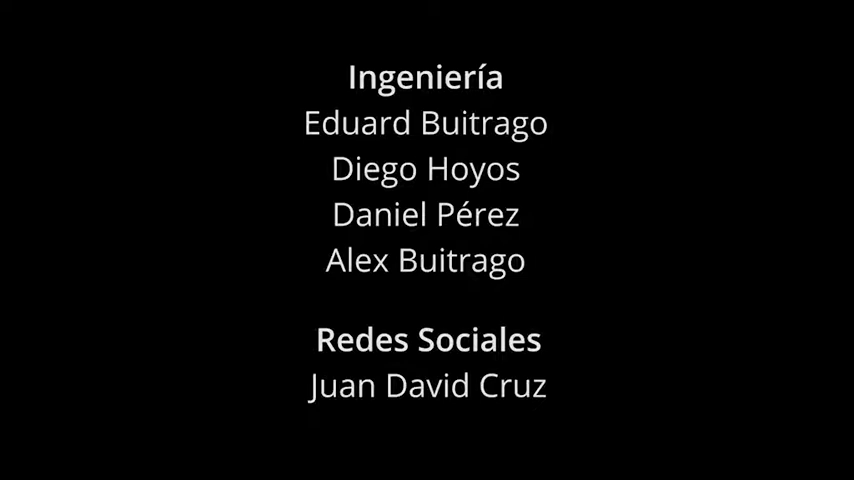 Ingeniería
Eduard Buitrago
Diego Hoyos
Daniel Pérez
Alex Buitrago
Redes Sociales
Juan David Cruz